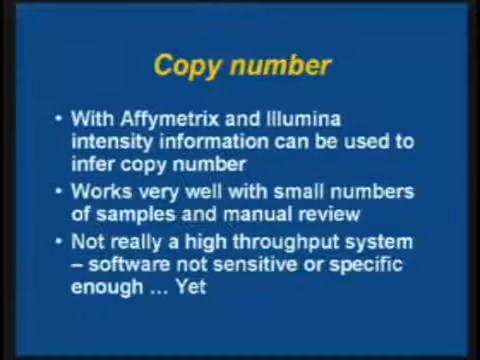 Copy number
• With Affymetrix and Illumina
intensity information can be used to
infer copy number
• Works very well with small numbers
of samples and manual review
• Not really a high throughput system
– software not sensitive or specific
enough ... Yet